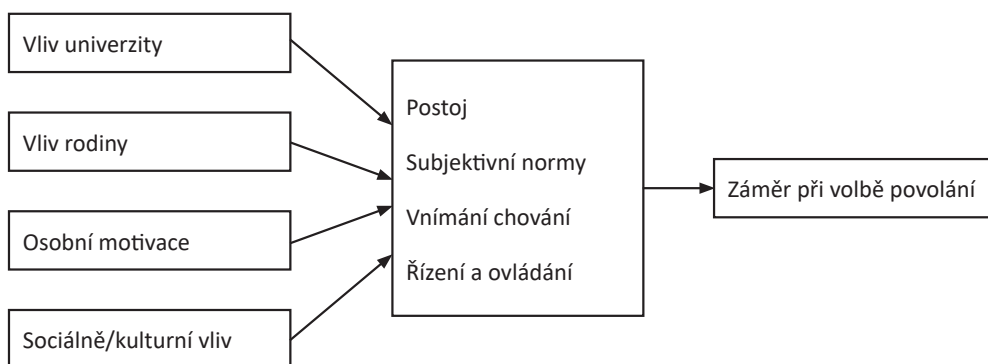 Vliv univerzity
Vliv rodiny
Osobní motivace
Sociálně/kulturní vliv
Postoj
Subjektivní normy
Vnímání chování
Řízení a ovládání
Záměr při volbě povolání